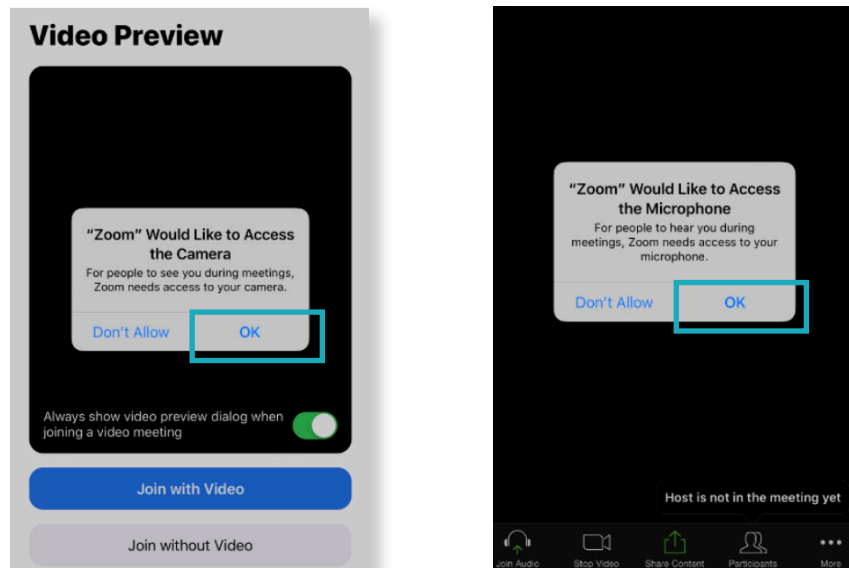 Video Preview
“Zoom” Would Like to Access
the Camera
For people to see you during meetings,
Zoom needs access to your camera.
Don’t Allow
OK
Always show video preview dialog when
joining a video meeting
Join with Video
Join without Video
“Zoom” Would Like to Access
the Microphone
For people to hear you during
meetings, Zoom needs access to your
microphone.
Don’t Allow
OK
Host is not in the meeting yet
Join Audio
Stop Video
Share Content
Participants
More